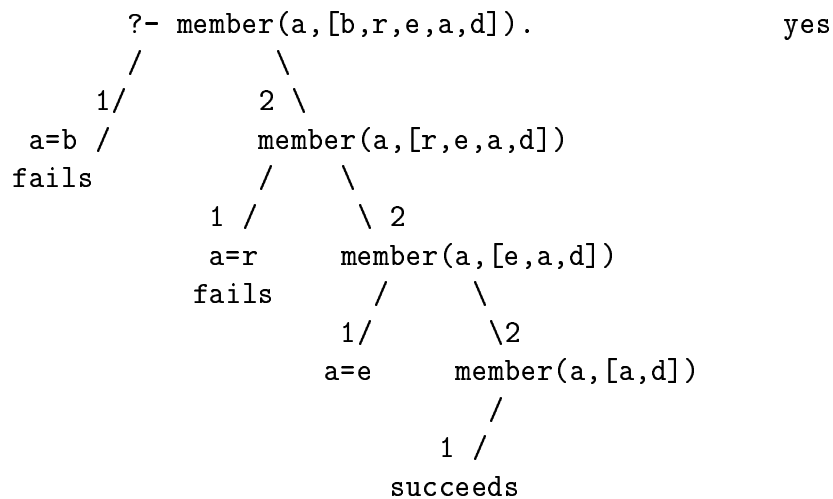 ?- member(a,[b,r,e,a,d]). yes
/ \
1/ 2 \
a=b / member(a,[r,e,a,d])
fails / \
1 / \ 2
a=r member(a,[e,a,d])
fails / \
1/ \2
a=e member(a,[a,d])
/
1 /
succeeds